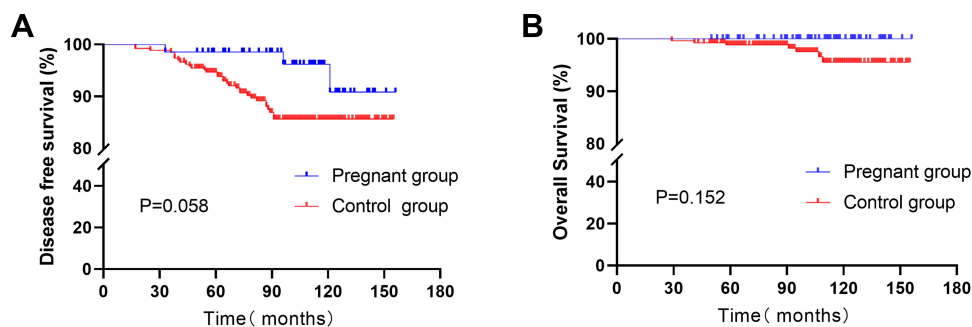 A
Disease free survival (%)
100
90
80
40
20
0
P=0.058
Pregnant group
Control group
0 30 60 90 120 150 180
Time( months)
B
Overall Survival (%)
100
90
80
40
20
0
P=0.152
Pregnant group
Control group
0 30 60 90 120 150 180
Time( months)